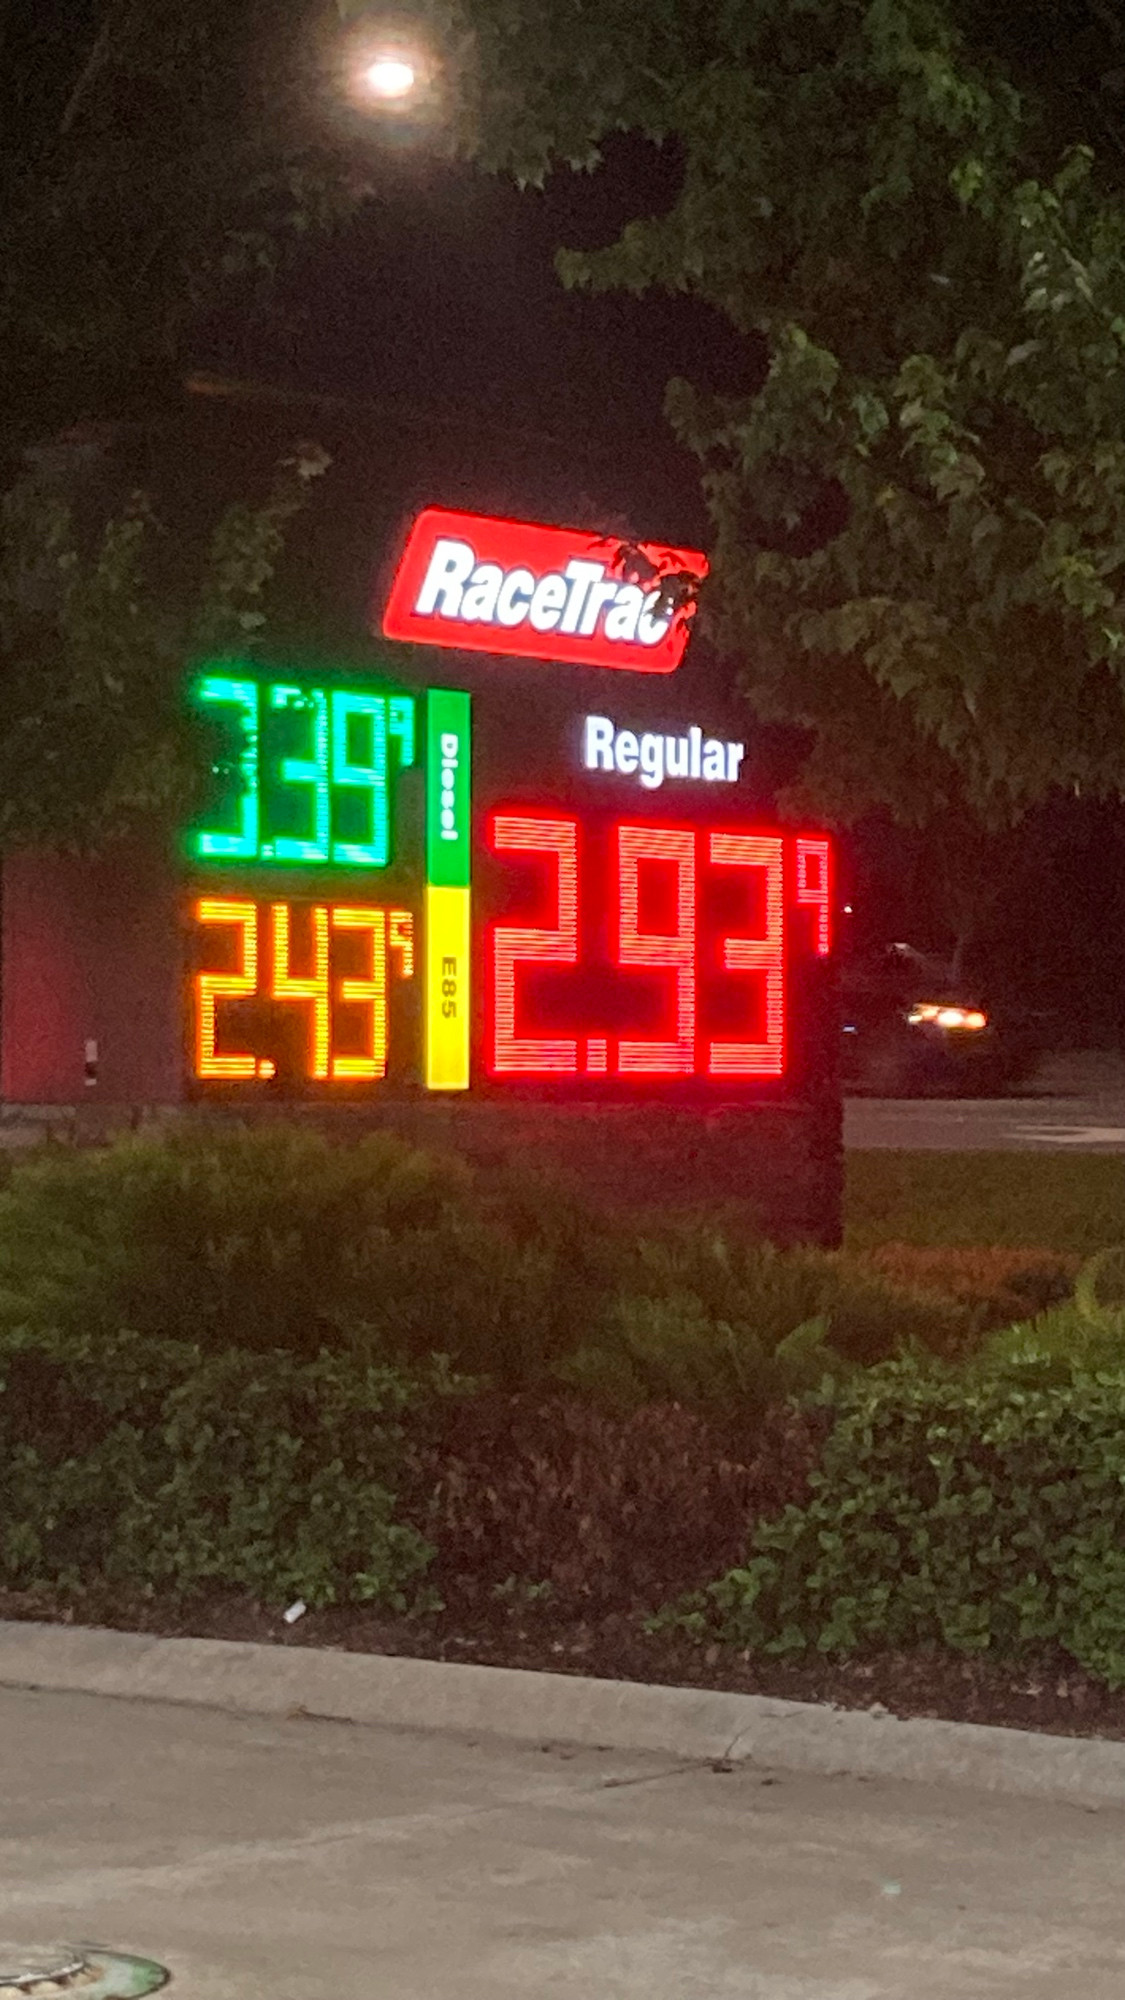 RaceTrac
3.39 9
Diesel
Regular
2.93 9
2.43 9
E85